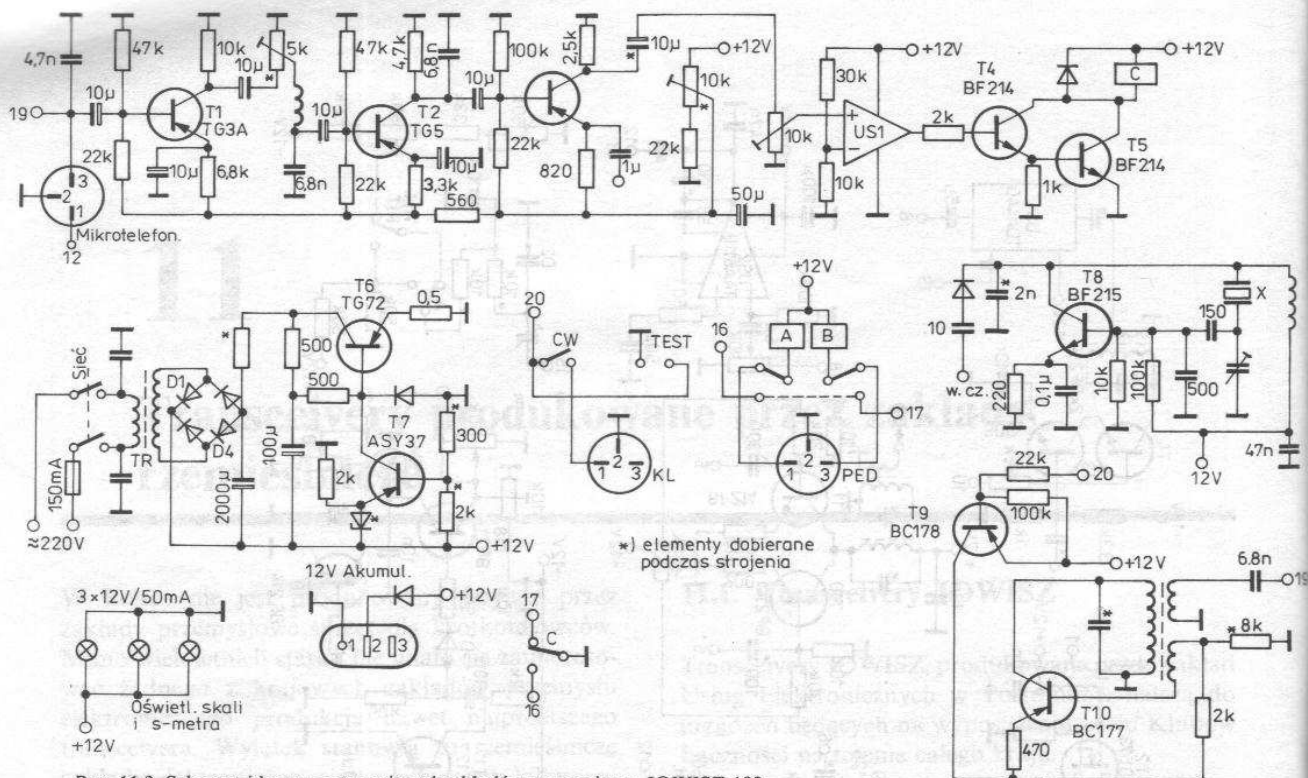 4,7n
47k
10k
5k
*
10µ
19
10µ
T1
TG3A
22k
10µ
6,8k
3
2
1
Mikrotelefon.
12
47k
4,7k
6,8n
100k
10µ
10µ
T2
TG5
6,8n
22k
3,3k
10µ
560
22k
2,5k
10µ
*
820
1µ
+12V
10k
*
22k
50µ
10k
30k
+
−
US1
10k
+12V
2k
T4
BF214
1k
T5
BF214
C
+12V
Sieć
150mA
≈220V
TR
D1
D4
*
2000µ
500
500
100µ
T6
TG72
0,5
T7
ASY37
2k
*
*
300
*
2k
+12V
20
CW
TEST
1
2
3
KL
+12V
A
B
16
17
1
2
3
PED
*) elementy dobierane
podczas strojenia
10
w. cz.
*
2n
T8
BF215
220
0,1µ
10k
100k
500
150
X
12V
47n
22k
20
100k
T9
BC178
+12V
*
6,8n
19
*
8k
T10
BC177
470
2k
3×12V/50mA
Oświetl. skali
s-metra
+12V
12V Akumul.
+12V
1
2
3
17
C
16